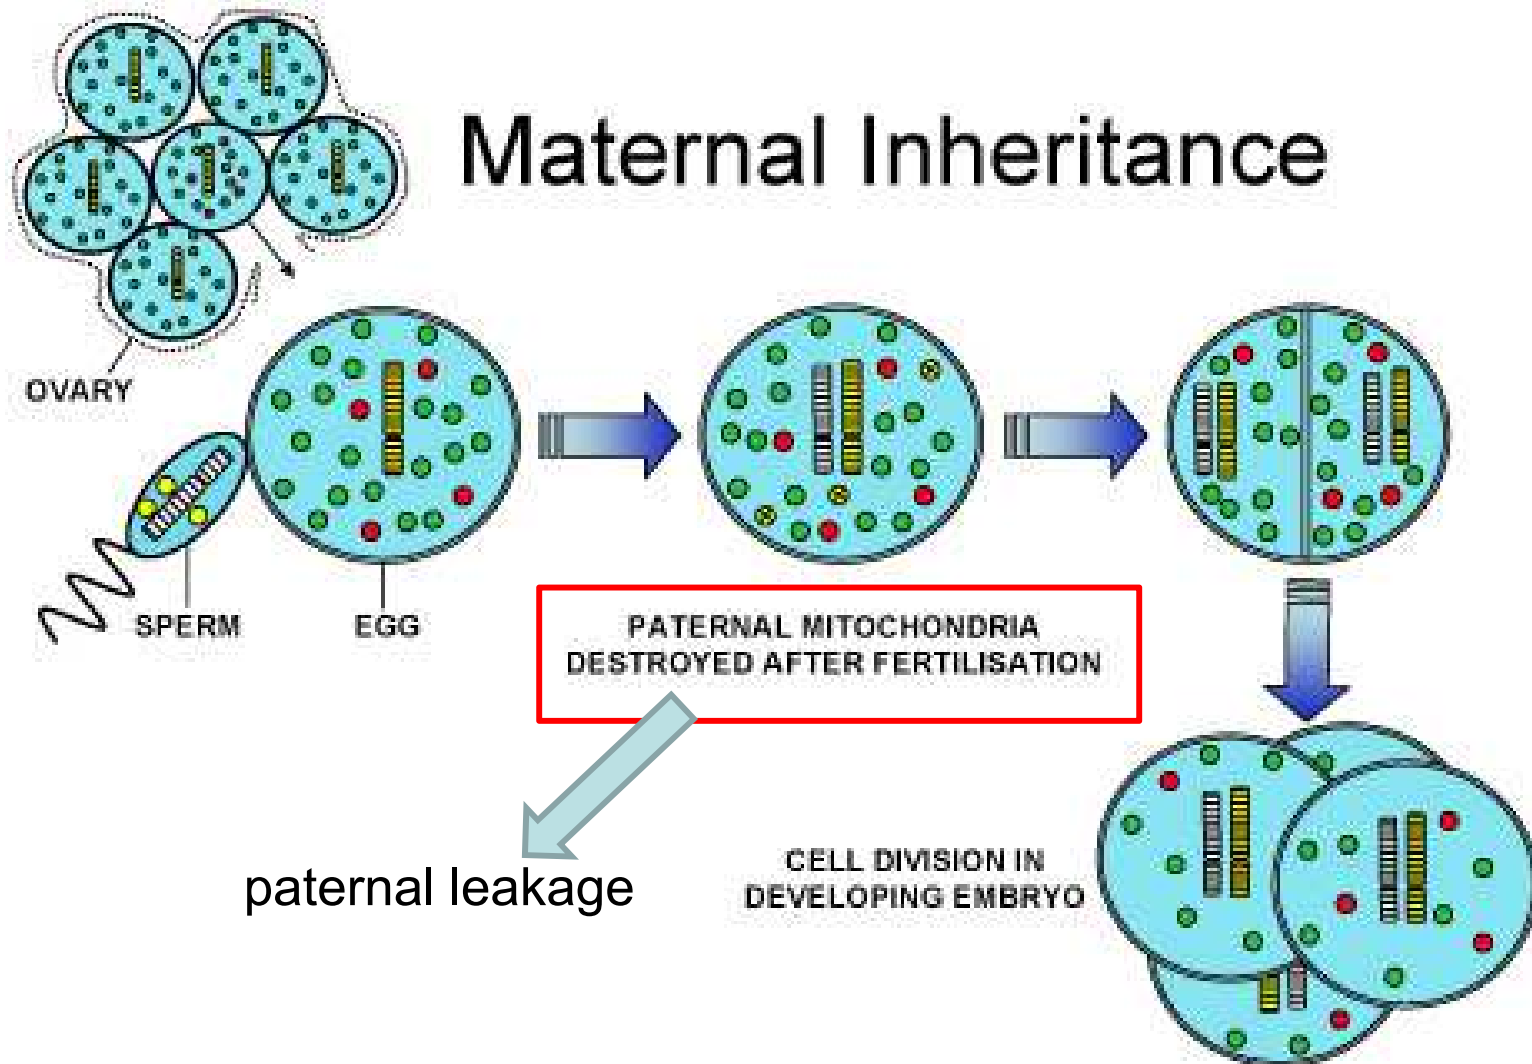 Maternal Inheritance
OVARY
SPERM
EGG
PATERNAL MITOCHONDRIA
DESTROYED AFTER FERTILISATION
paternal leakage
CELL DIVISION IN
DEVELOPING EMBRYO